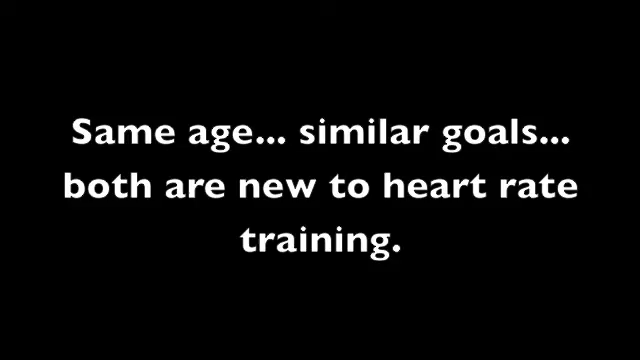 Same age... similar goals...
both are new to heart rate
training.